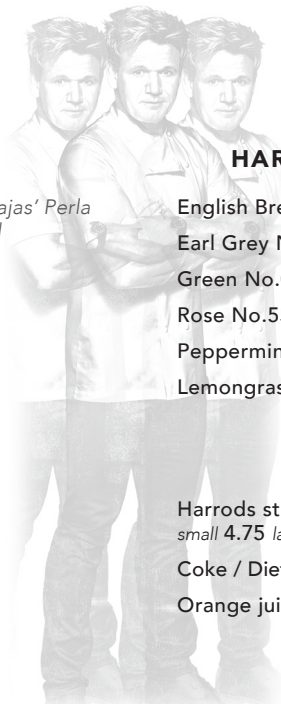 HAR
ajas' Perla
English Bre
Earl Grey
Green No.
Rose No.5
Peppermin
Lemongras
Harrods st
small 4.75 la
Coke / Die
Orange jui